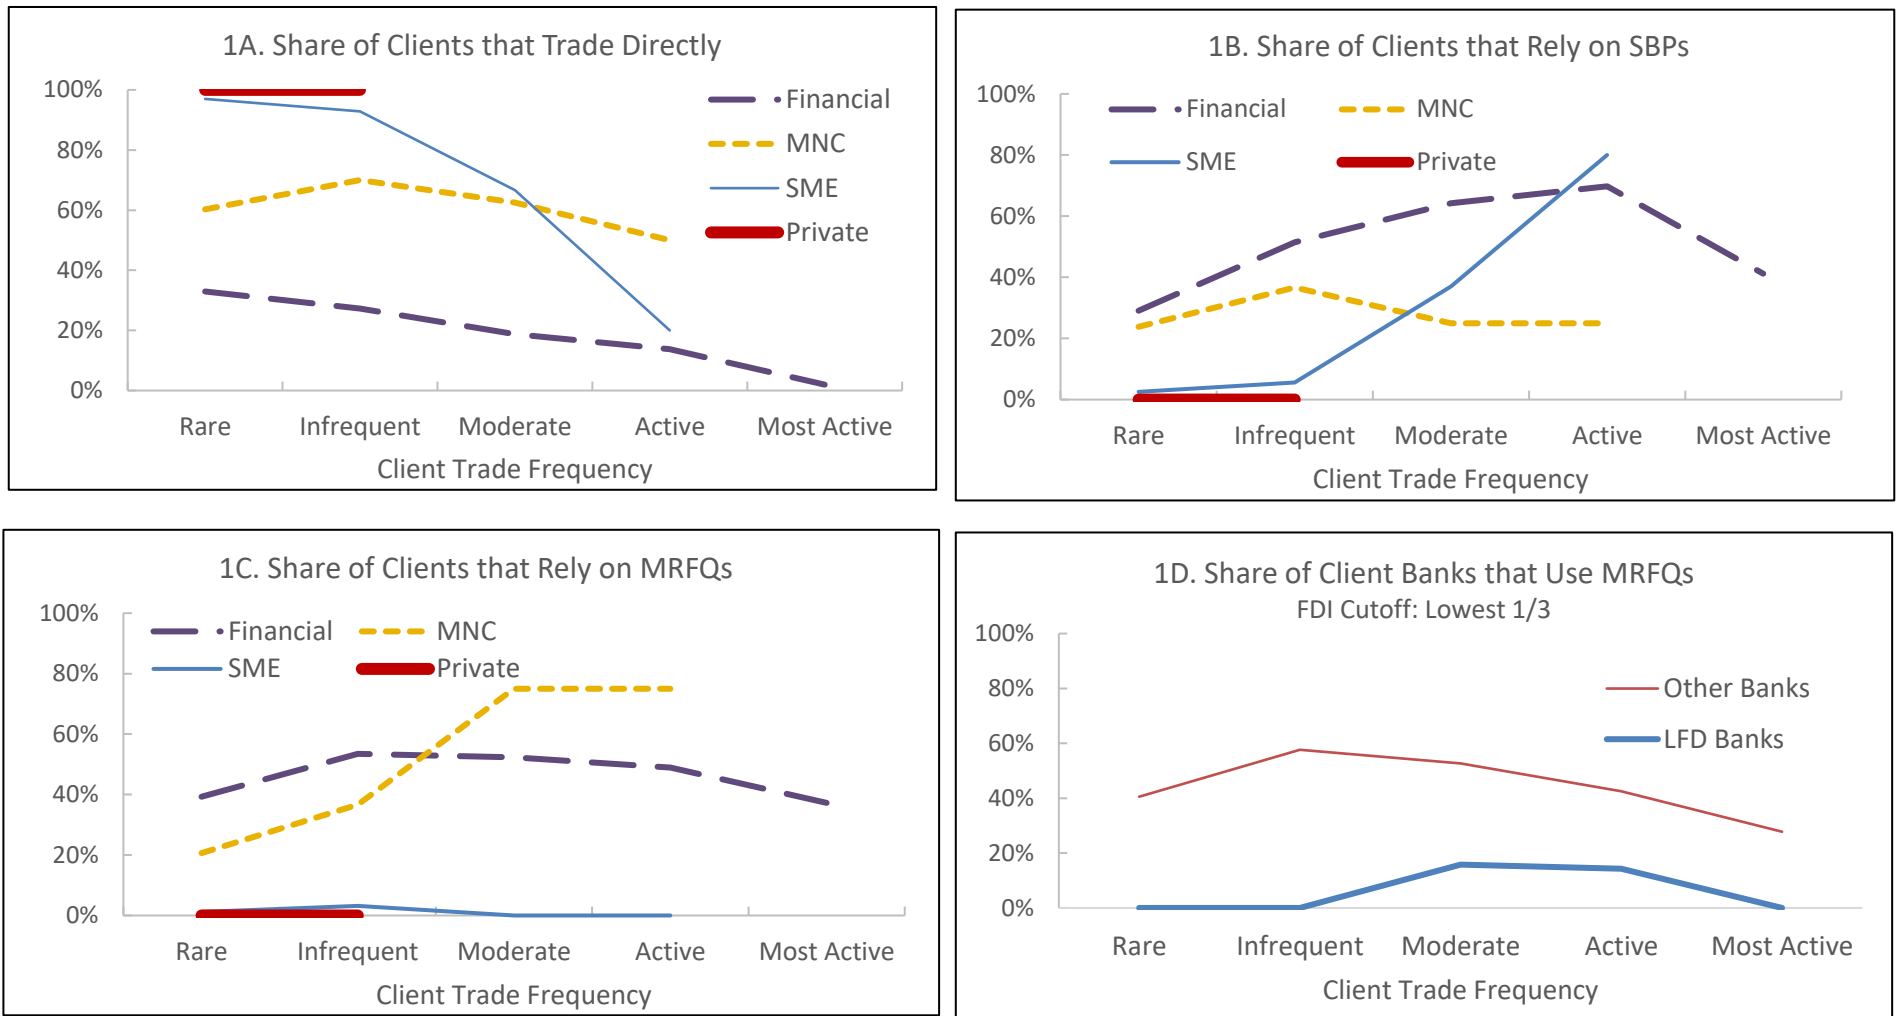 1A. Share of Clients that Trade Directly
100%
80%
60%
40%
20%
0%
Financial
MNC
SME
Private
Rare
Infrequent
Moderate
Active
Most Active
Client Trade Frequency
1B. Share of Clients that Rely on SBPs
100%
80%
60%
40%
20%
0%
Financial
MNC
SME
Private
Rare
Infrequent
Moderate
Active
Most Active
Client Trade Frequency
1C. Share of Clients that Rely on MRFQs
100%
80%
60%
40%
20%
0%
Financial
MNC
SME
Private
Rare
Infrequent
Moderate
Active
Most Active
Client Trade Frequency
1D. Share of Client Banks that Use MRFQs
FDI Cutoff: Lowest 1/3
100%
80%
60%
40%
20%
0%
Other Banks
LFD Banks
Rare
Infrequent
Moderate
Active
Most Active
Client Trade Frequency